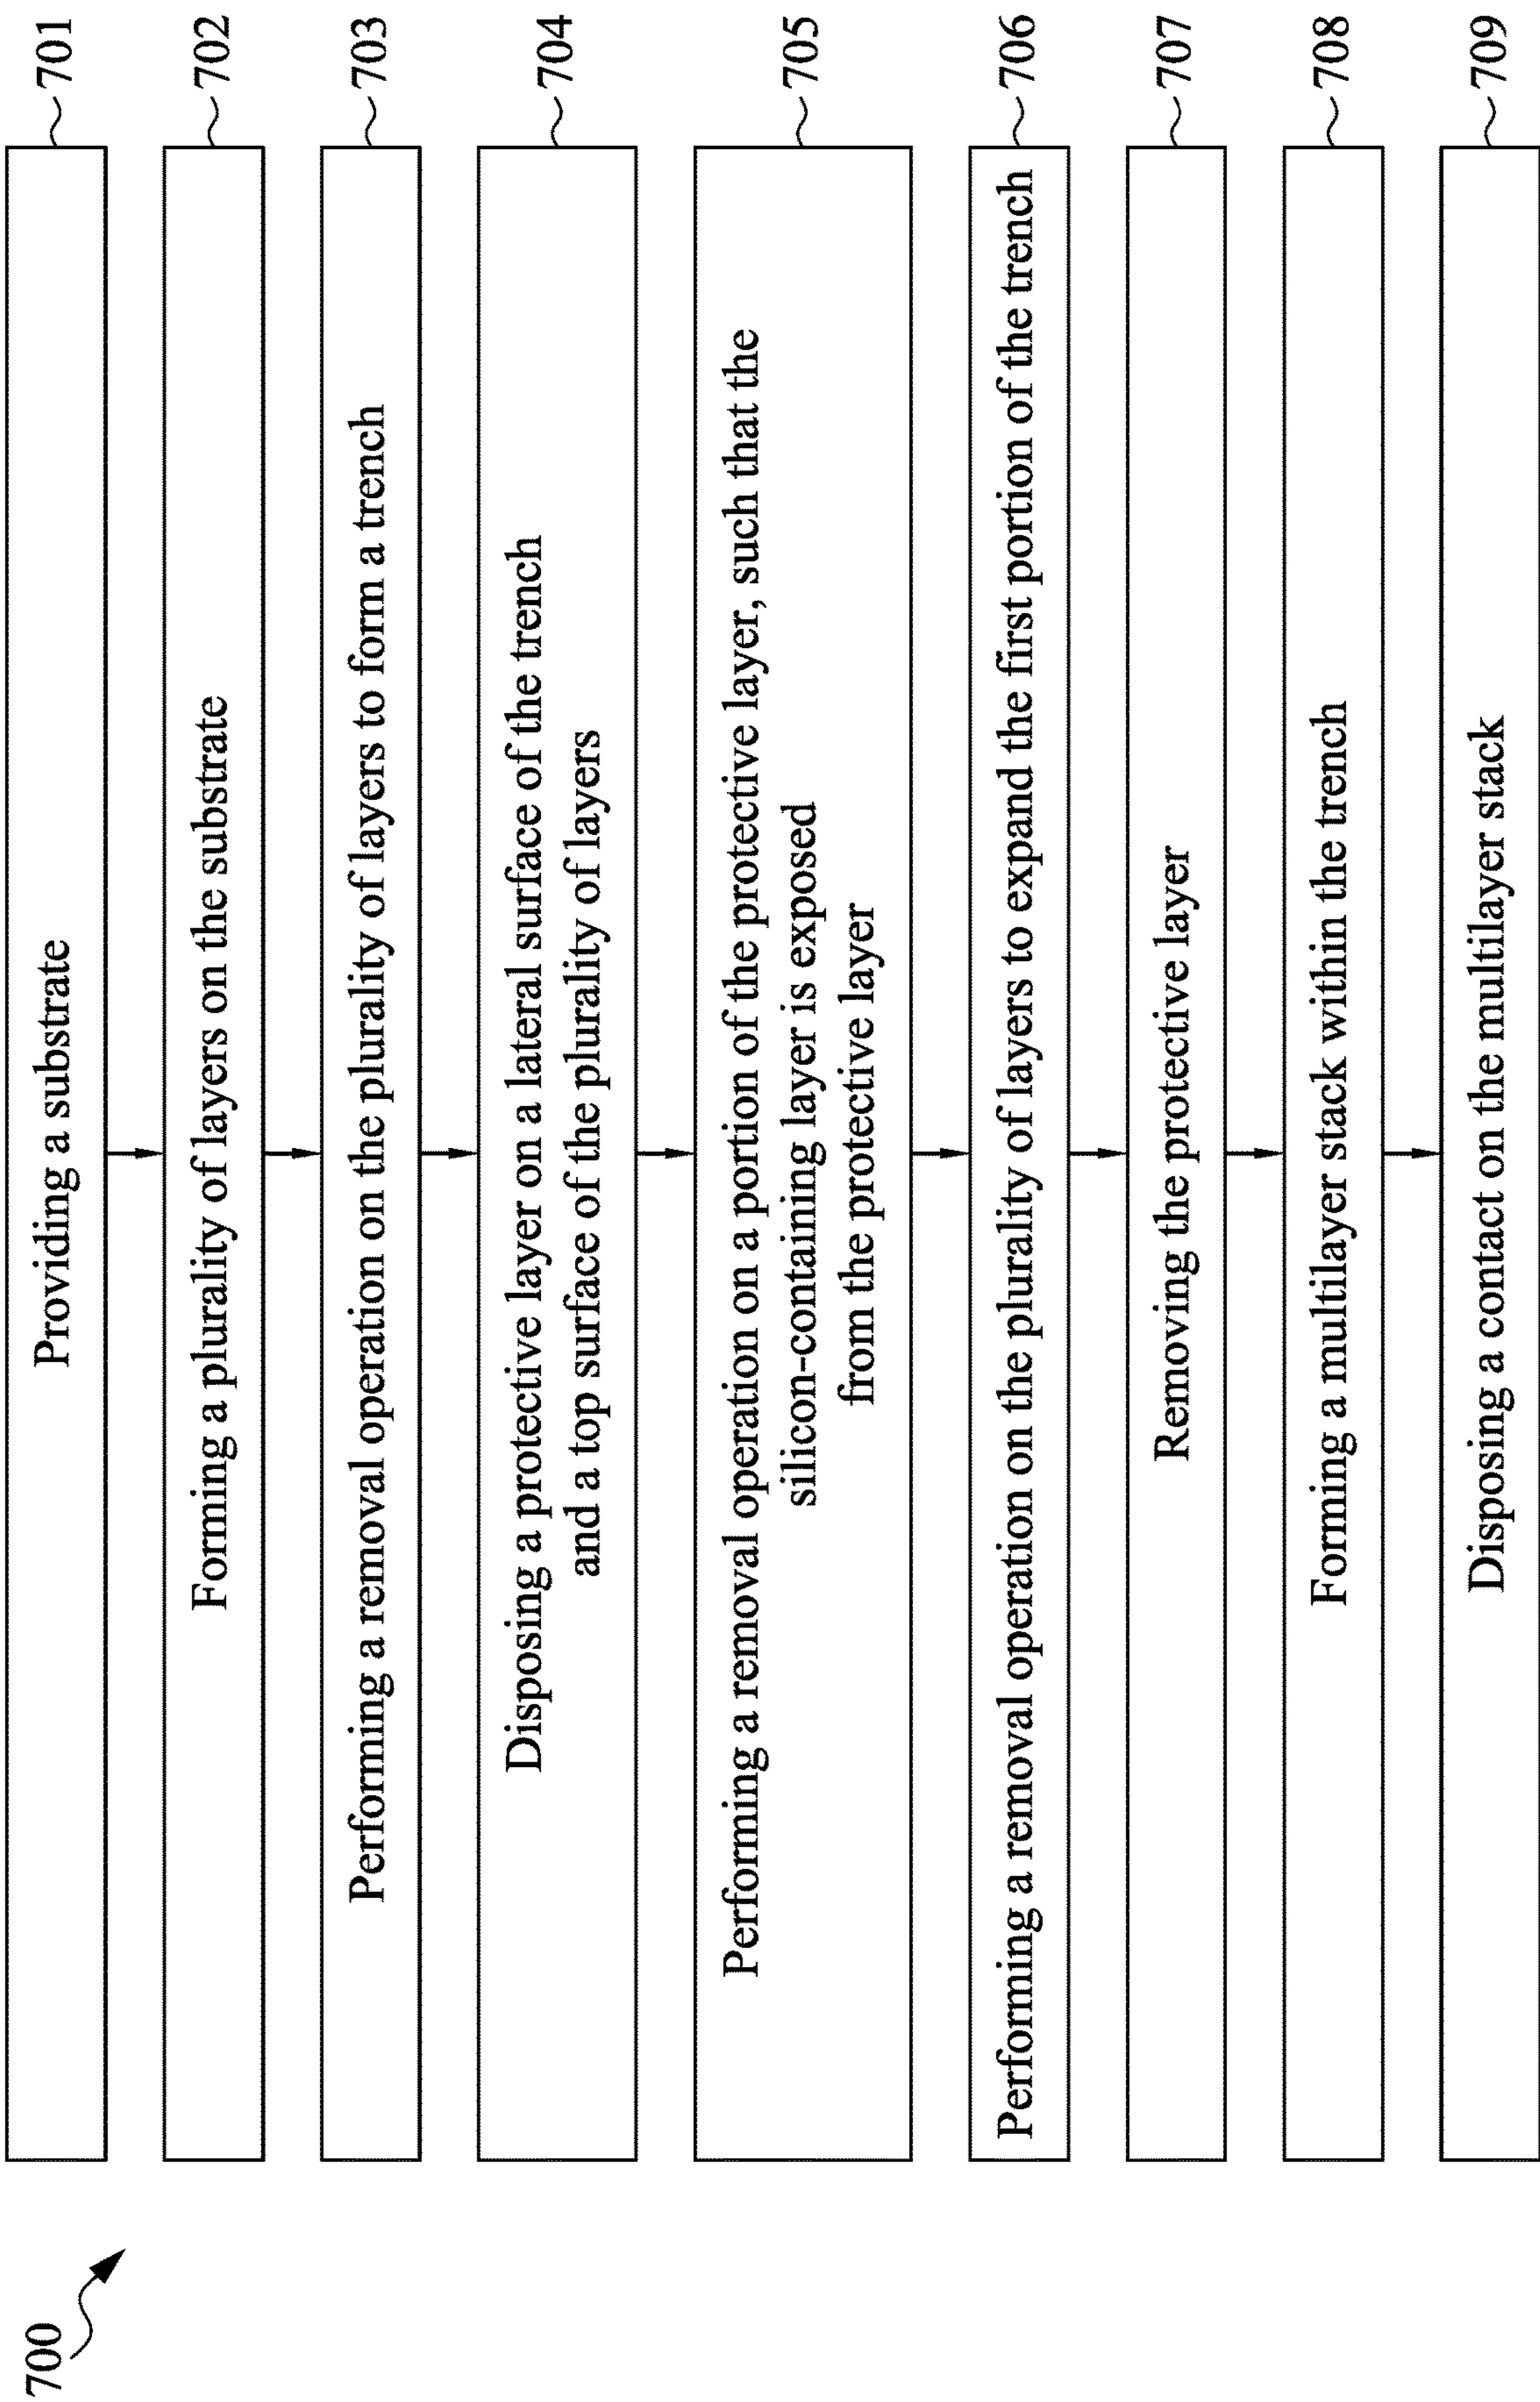 700
Providing a substrate
701
Forming a plurality of layers on the substrate
702
Performing a removal operation on the plurality of layers to form a trench
703
Disposing a protective layer on a lateral surface of the trench
and a top surface of the plurality of layers
704
Performing a removal operation on a portion of the protective layer, such that the
silicon-containing layer is exposed
from the protective layer
705
Performing a removal operation on the plurality of layers to expand the first portion of the trench
706
Removing the protective layer
707
Forming a multilayer stack within the trench
708
Disposing a contact on the multilayer stack
709